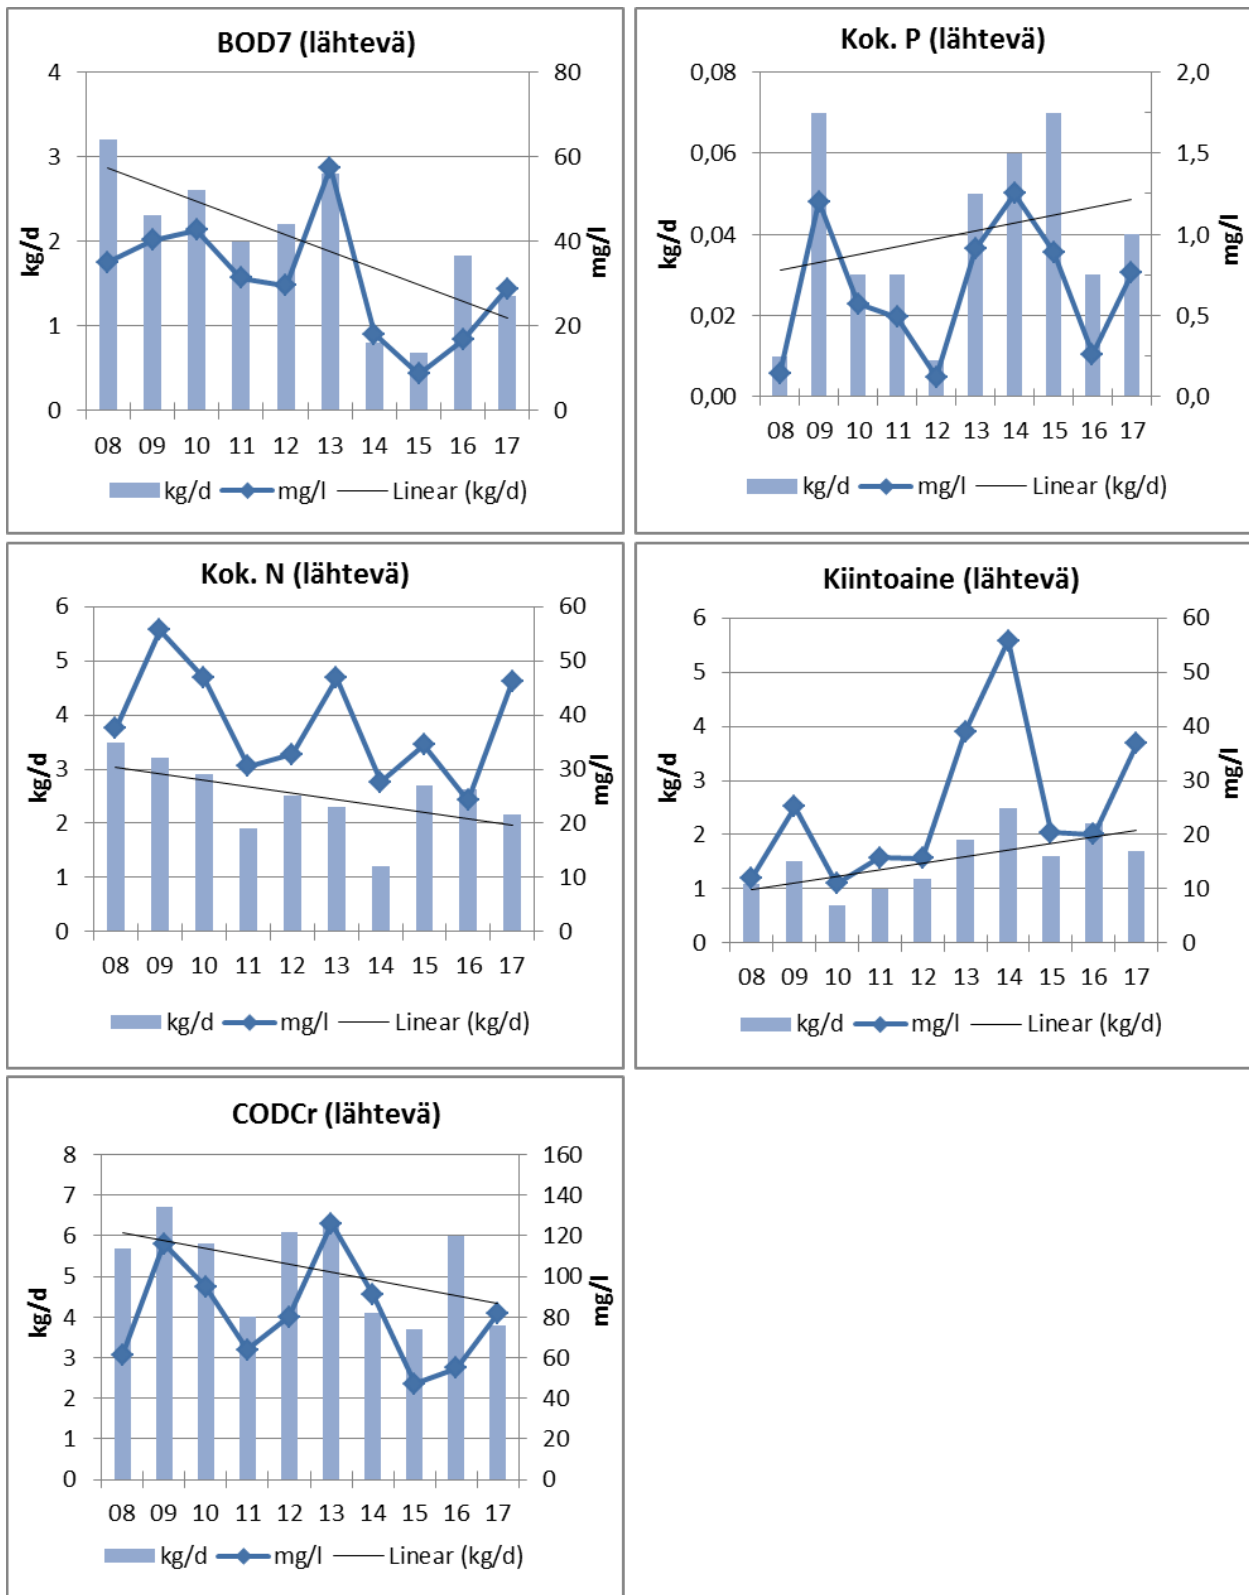 BOD7 (lähtevä)
4
3
2
1
0
kg/d
80
60
40
20
0
mg/l
08 09 10 11 12 13 14 15 16 17
kg/d mg/l Linear (kg/d)
Kok. P (lähtevä)
0,08
0,06
0,04
0,02
0,00
kg/d
2,0
1,5
1,0
0,5
0,0
mg/l
08 09 10 11 12 13 14 15 16 17
kg/d mg/l Linear (kg/d)
Kok. N (lähtevä)
6
5
4
3
2
1
0
kg/d
60
50
40
30
20
10
0
mg/l
08 09 10 11 12 13 14 15 16 17
kg/d mg/l Linear (kg/d)
Kiintoaine (lähtevä)
6
5
4
3
2
1
0
kg/d
60
50
40
30
20
10
0
mg/l
08 09 10 11 12 13 14 15 16 17
kg/d mg/l Linear (kg/d)
CODCr (lähtevä)
8
7
6
5
4
3
2
1
0
kg/d
160
140
120
100
80
60
40
20
0
mg/l
08 09 10 11 12 13 14 15 16 17
kg/d mg/l Linear (kg/d)